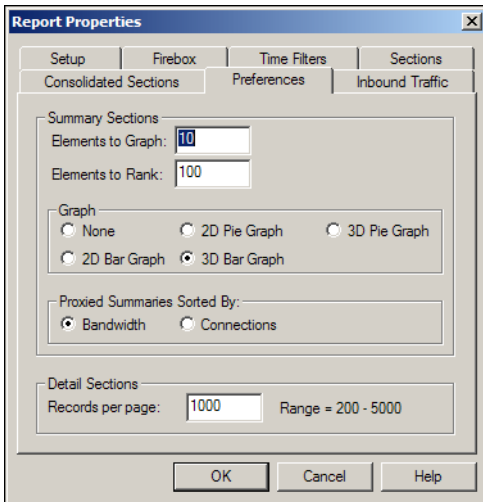 Report Properties
Setup Firebox Time Filters Sections
Consolidated Sections Preferences Inbound Traffic
Summary Sections
Elements to Graph: 10
Elements to Rank: 100
Graph
None 2D Pie Graph 3D Pie Graph
2D Bar Graph 3D Bar Graph
Proxied Summaries Sorted By:
Bandwidth Connections
Detail Sections
Records per page: 1000 Range = 200 - 5000
OK Cancel Help